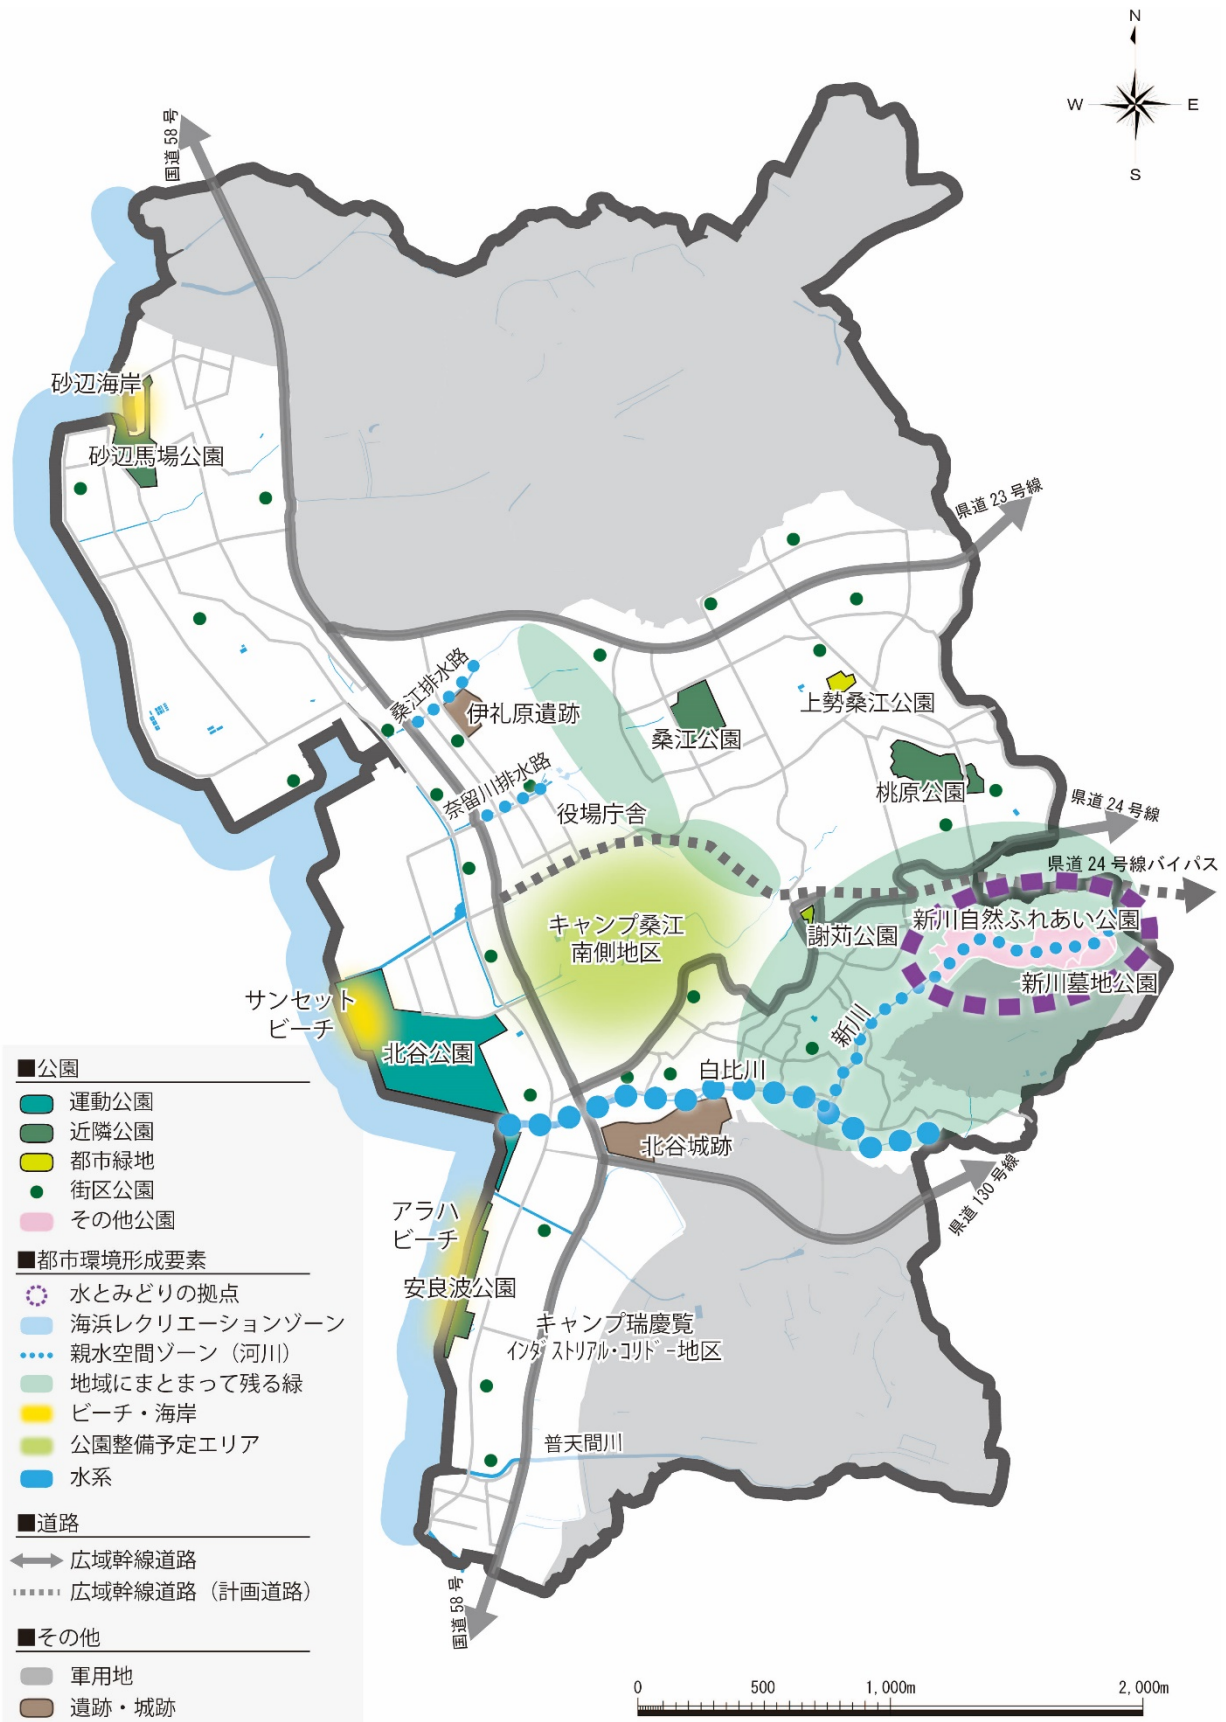 N
W
E
S
国道58号
砂辺海岸
砂辺馬場公園
県道23号線
桑江排水路
伊礼原遺跡
上勢桑江公園
桑江公園
奈留川排水路
桃原公園
役場庁舎
県道24号線
県道24号線バイパス
キャンプ桑江
南側地区
謝苅公園
新川自然ふれあい公園
新川墓地公園
サンセット
ビーチ
北谷公園
新川
白比川
北谷城跡
県道130号線
アラハ
ビーチ
安良波公園
キャンプ瑞慶覧
インダストリアル・コリドー地区
普天間川
国道58号
■公園
運動公園
近隣公園
都市緑地
街区公園
その他公園
■都市環境形成要素
水とみどりの拠点
海浜レクリエーションゾーン
親水空間ゾーン(河川)
地域にまとまって残る緑
ビーチ・海岸
公園整備予定エリア
水系
■道路
広域幹線道路
広域幹線道路(計画道路)
■その他
軍用地
遺跡・城跡
0 500 1,000m 2,000m